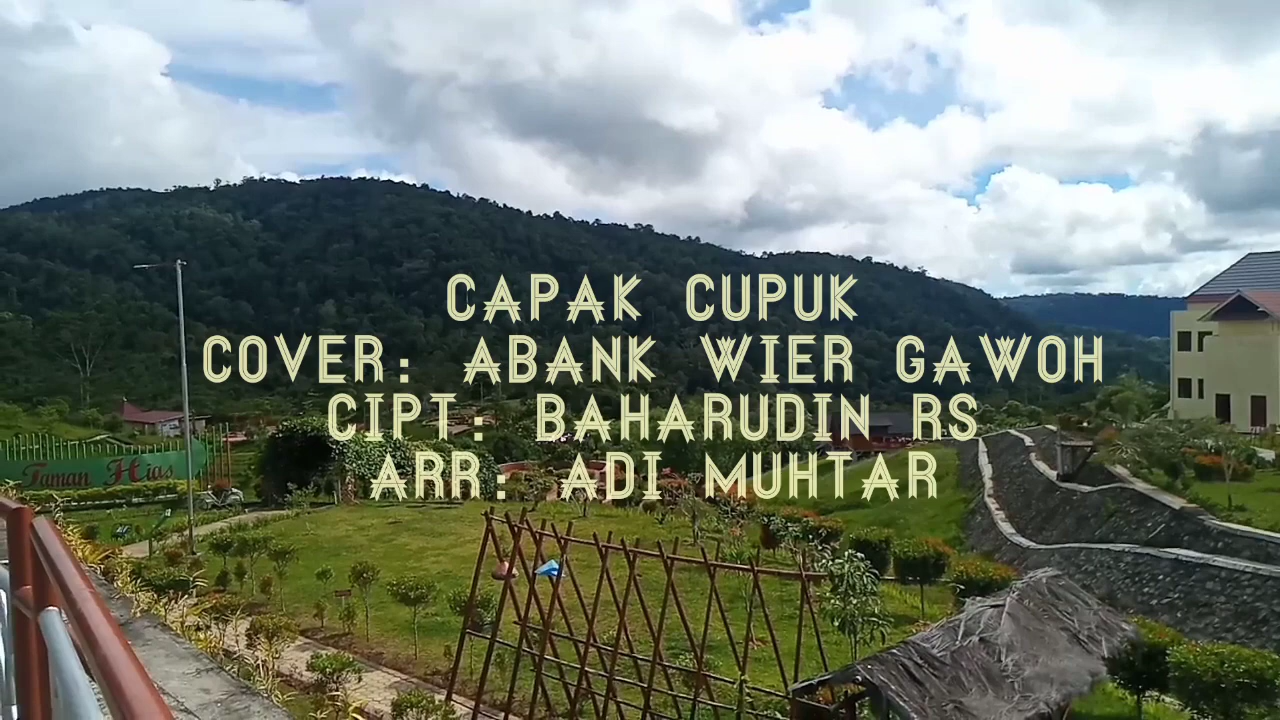 CAPAK CUPUK
COVER: ABANK WIER GAWOH
CIPT: BAHARUDIN RS
ARR: ADI MUHTAR
Taman Hias